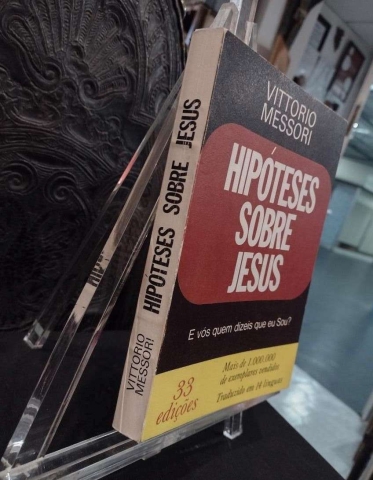 VITTORIO
MESSORI
HIPÓTESES
SOBRE
JESUS
E vós quem dizeis que eu Sou?
33
edições
Mais de 1.000.000
de exemplares vendidos
Traduzido em 14 línguas
HIPÓTESES SOBRE JESUS
VITTORIO
MESSORI